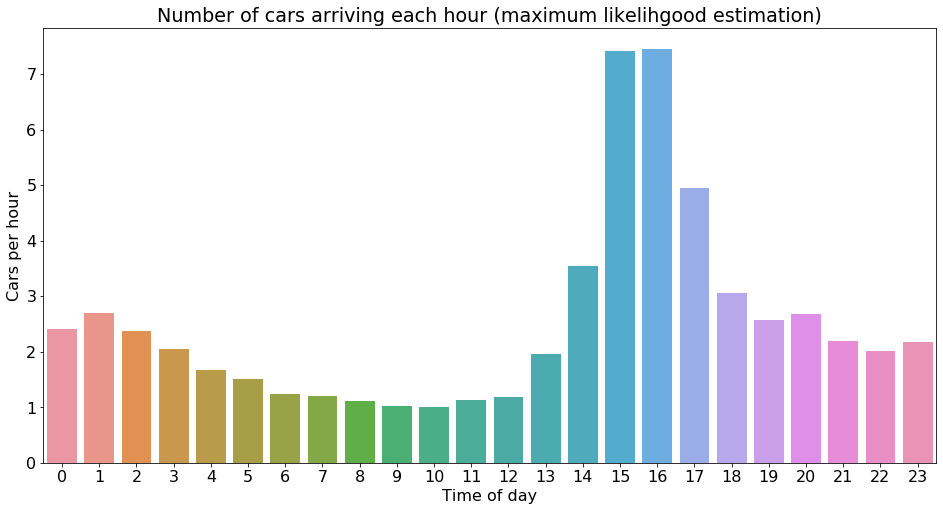 Number of cars arriving each hour (maximum likelihgood estimation)
7
6
5
4
3
2
1
0
Cars per hour
0 1 2 3 4 5 6 7 8 9 10 11 12 13 14 15 16 17 18 19 20 21 22 23
Time of day